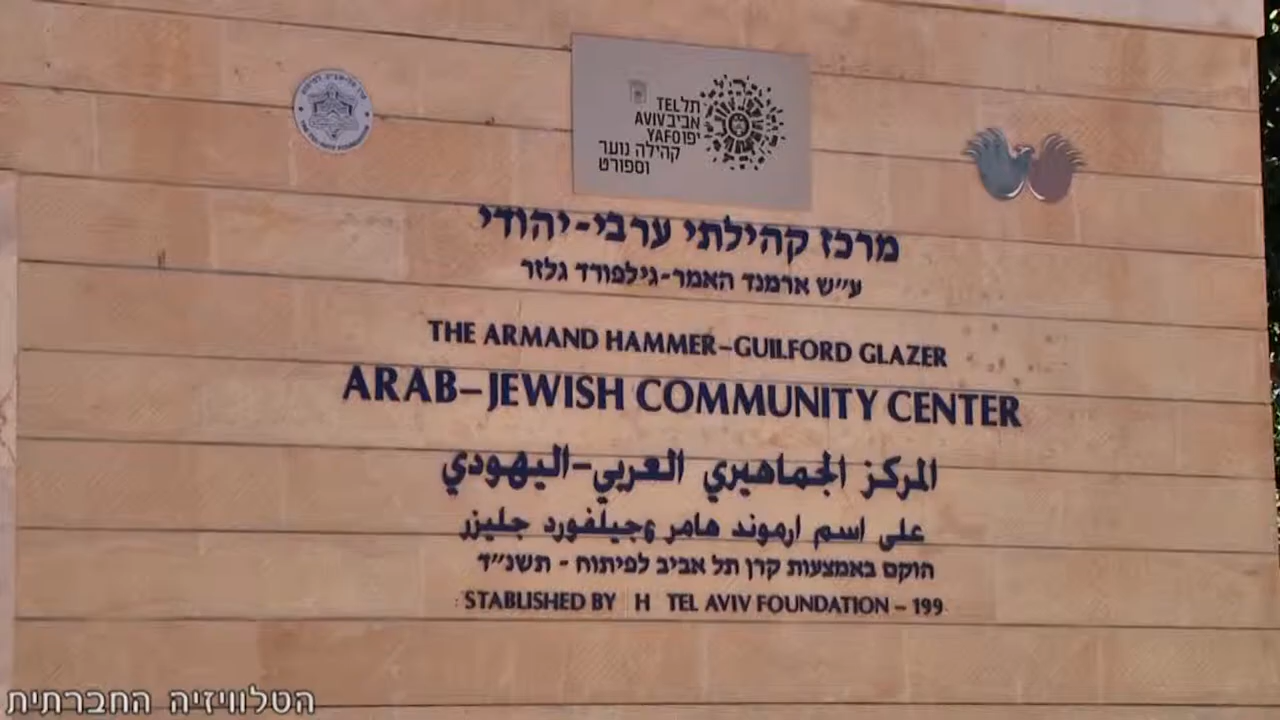 תל TEL
אביב AVIV
יפו YAFO
קהילה נוער
וספורט
מרכז קהילתי ערבי-יהודי
ע״ש ארמנד האמר-גילפורד גלזר
THE ARMAND HAMMER–GUILFORD GLAZER
ARAB–JEWISH COMMUNITY CENTER
المركز الجماهيري العربي-اليهودي
على اسم ارموند هامر وجيلفورد جليزر
הוקם באמצעות קרן תל אביב לפיתוח - תשנ״ד
STABLISHED BY H TEL AVIV FOUNDATION – 199
הטלוויזיה החברתית